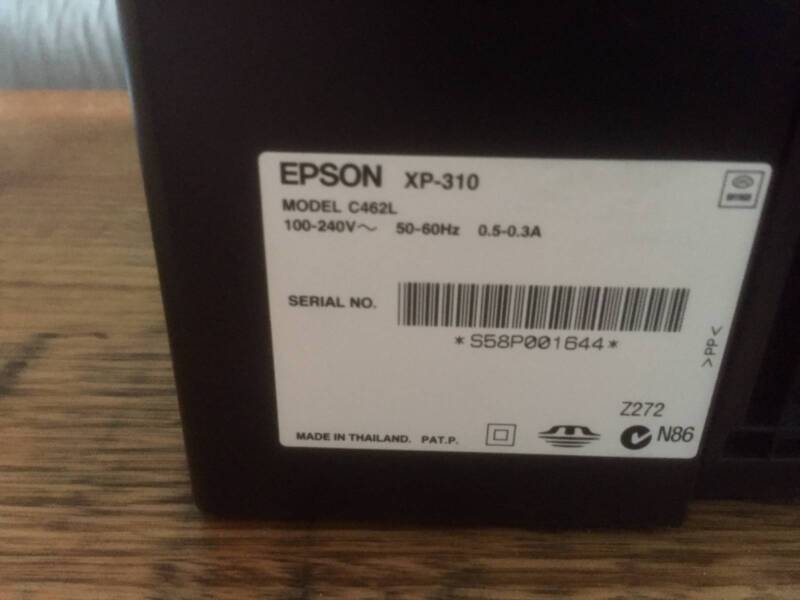 EPSON XP-310
MODEL C462L
100-240V~ 50-60Hz 0.5-0.3A
SERIAL NO.
*S58P001644*
>PP<
Z272
N86
MADE IN THAILAND. PAT.P.